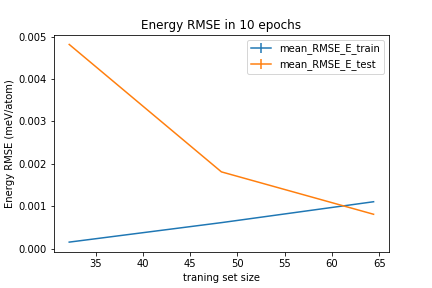 Energy RMSE in 10 epochs
mean_RMSE_E_train
mean_RMSE_E_test
Energy RMSE (meV/atom)
0.005
0.004
0.003
0.002
0.001
0.000
35 40 45 50 55 60 65
traning set size